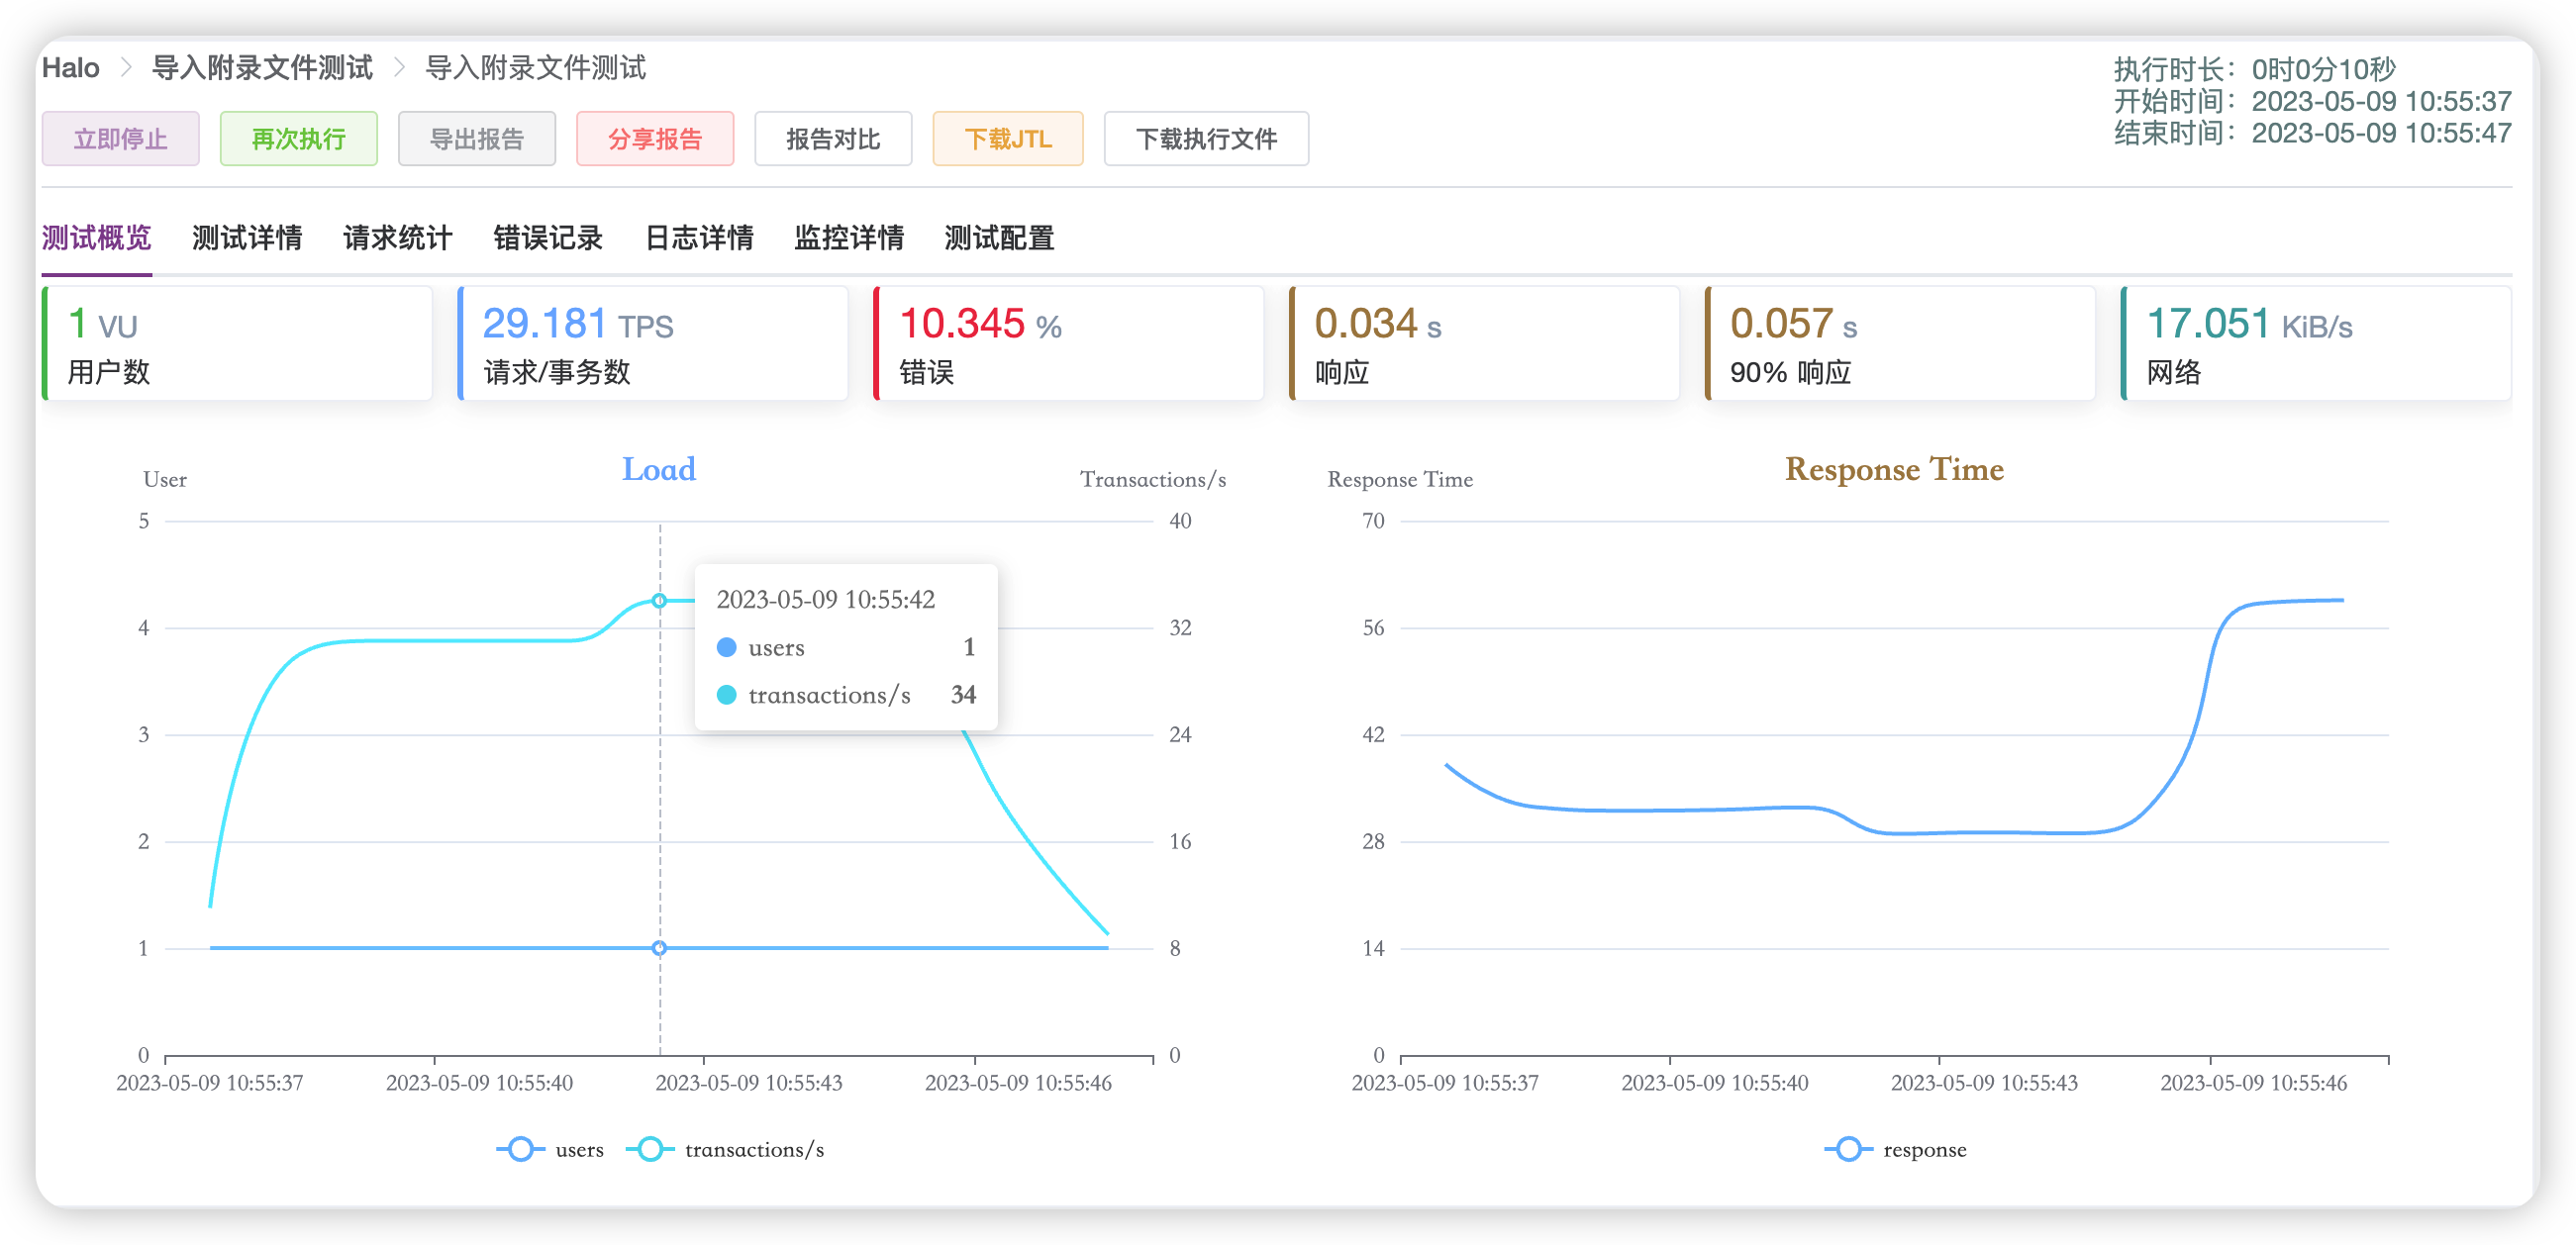 Halo > 导入附录文件测试 > 导入附录文件测试
执行时长：0时0分10秒
开始时间：2023-05-09 10:55:37
结束时间：2023-05-09 10:55:47
立即停止 再次执行 导出报告 分享报告 报告对比 下载JTL 下载执行文件
测试概览 测试详情 请求统计 错误记录 日志详情 监控详情 测试配置
1 VU
用户数
29.181 TPS
请求/事务数
10.345 %
错误
0.034 s
响应
0.057 s
90% 响应
17.051 KiB/s
网络
Load
User
Transactions/s
5
4
3
2
1
0
40
32
24
16
8
0
2023-05-09 10:55:42
users 1
transactions/s 34
2023-05-09 10:55:37 2023-05-09 10:55:40 2023-05-09 10:55:43 2023-05-09 10:55:46
users transactions/s
Response Time
Response Time
70
56
42
28
14
0
2023-05-09 10:55:37 2023-05-09 10:55:40 2023-05-09 10:55:43 2023-05-09 10:55:46
response